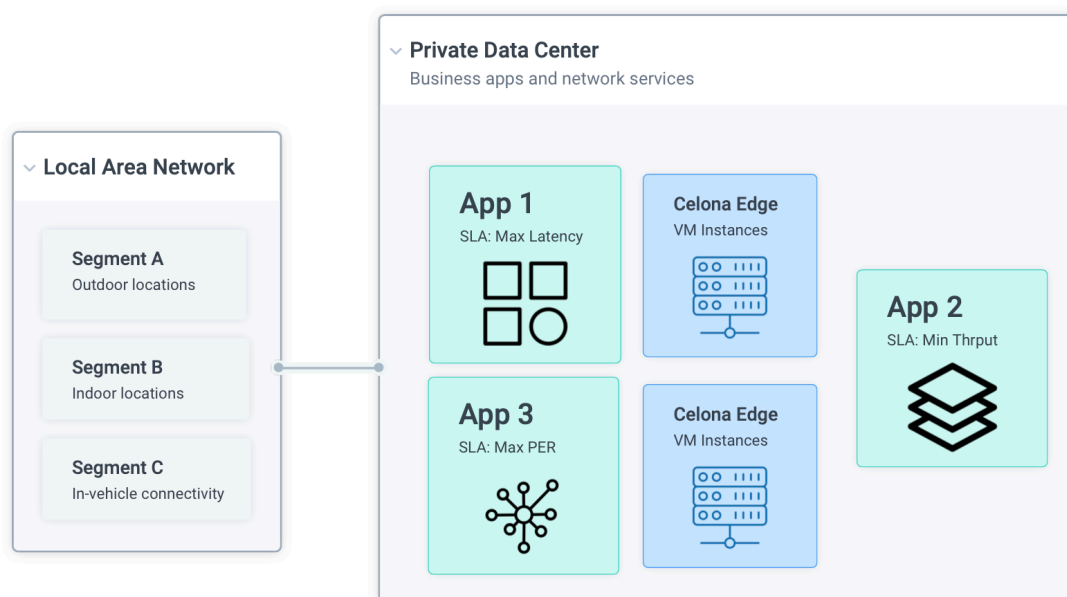 Private Data Center
Business apps and network services
Local Area Network
Segment A
Outdoor locations
Segment B
Indoor locations
Segment C
In-vehicle connectivity
App 1
SLA: Max Latency
Celona Edge
VM Instances
App 2
SLA: Min Thrput
App 3
SLA: Max PER
Celona Edge
VM Instances